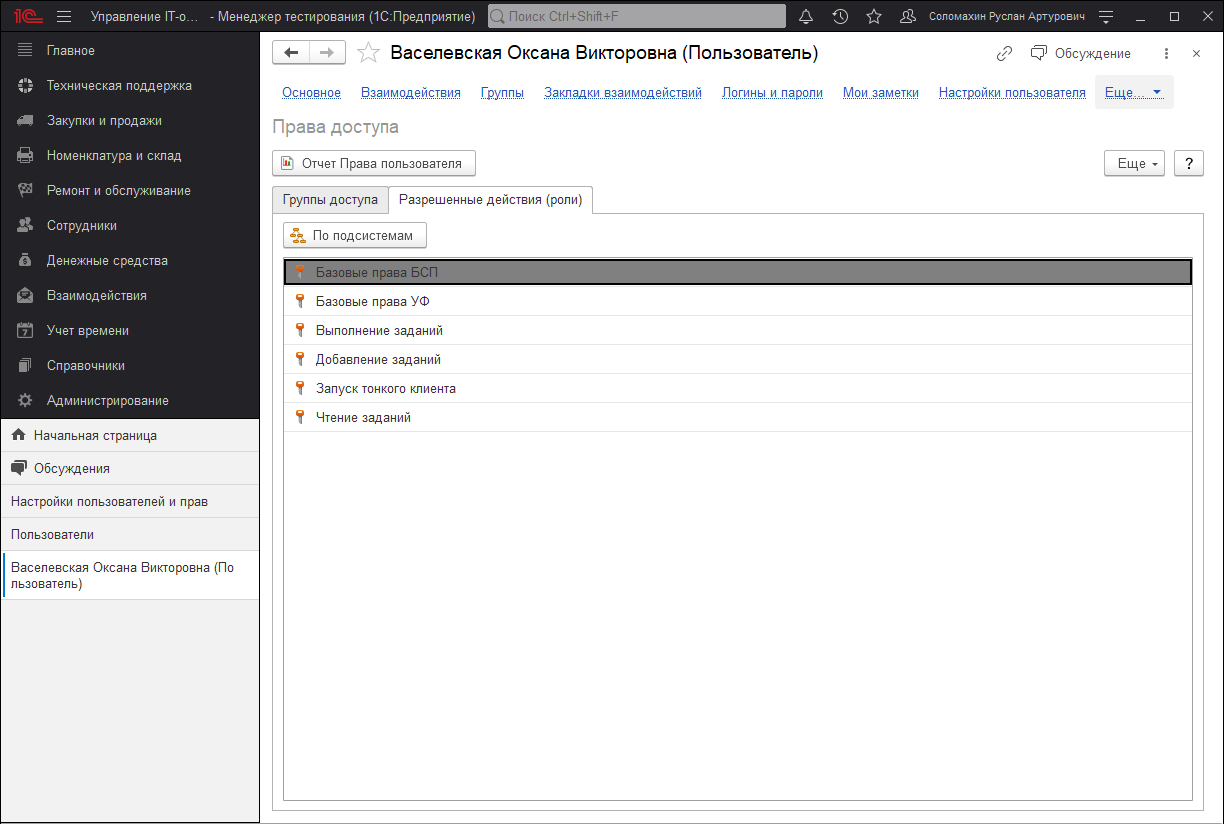 1С Управление IT-о... - Менеджер тестирования (1С:Предприятие) Поиск Ctrl+Shift+F Соломахин Руслан Артурович
Главное
Техническая поддержка
Закупки и продажи
Номенклатура и склад
Ремонт и обслуживание
Сотрудники
Денежные средства
Взаимодействия
7 Учет времени
Справочники
Администрирование
Начальная страница
Обсуждения
Настройки пользователей и прав
Пользователи
Васелевская Оксана Викторовна (По
льзователь)
Васелевская Оксана Викторовна (Пользователь) Обсуждение
Основное Взаимодействия Группы Закладки взаимодействий Логины и пароли Мои заметки Настройки пользователя Еще...
Права доступа
Отчет Права пользователя Еще ?
Группы доступа Разрешенные действия (роли)
По подсистемам
Базовые права БСП
Базовые права УФ
Выполнение заданий
Добавление заданий
Запуск тонкого клиента
Чтение заданий